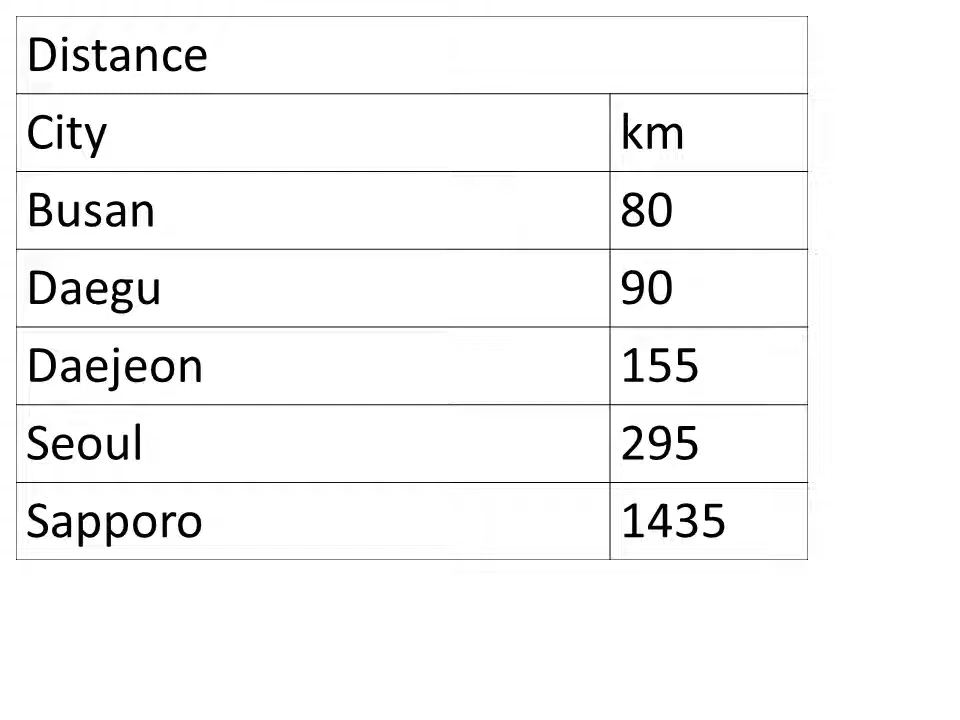 Distance
City km
Busan 80
Daegu 90
Daejeon 155
Seoul 295
Sapporo 1435